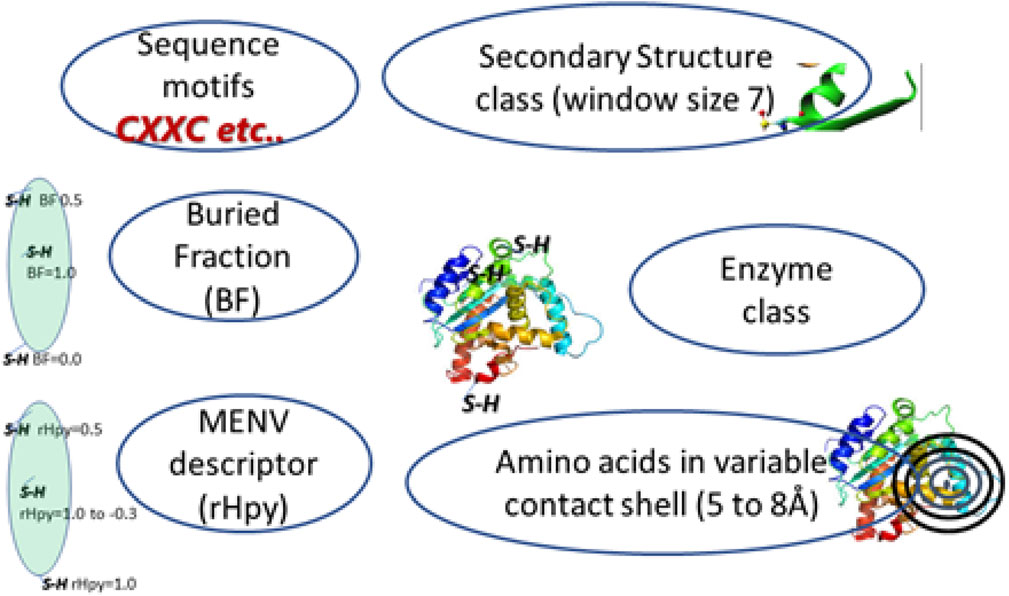 Sequence
motifs
CXXC etc..
Secondary Structure
class (window size 7)
S-H BF 0.5
S-H
BF=1.0
S-H BF=0.0
Buried
Fraction
(BF)
S-H
S-H
S-H
Enzyme
class
S-H rHpy=0.5
S-H
rHpy=1.0 to -0.3
S-H rHpy=1.0
MENV
descriptor
(rHpy)
Amino acids in variable
contact shell (5 to 8Å)